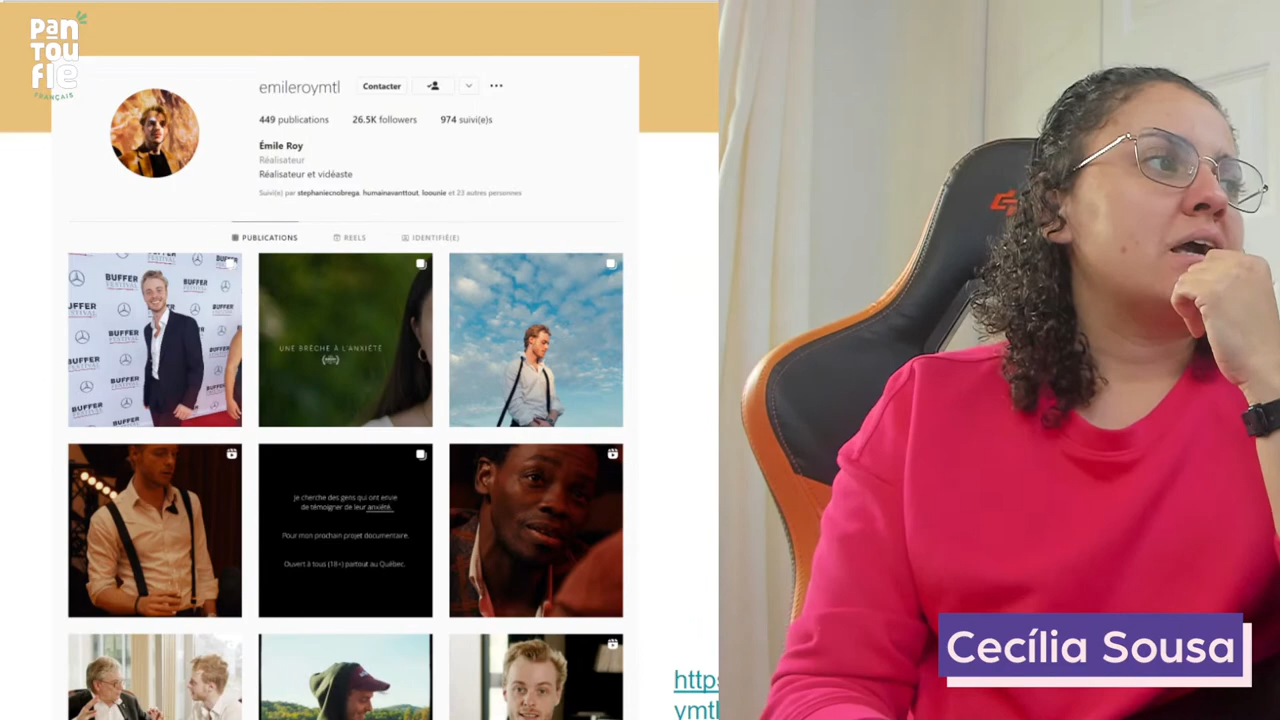 Pan
Tou
fle
FRANÇAIS
emileroymtl
Contacter
449 publications
26.5K followers
974 suivi(e)s
Émile Roy
Réalisateur
Réalisateur et vidéaste
Suivi(e) par stephaniecnobrega, humainavanttout, loounie et 23 autres personnes
PUBLICATIONS
REELS
IDENTIFIÉ(E)
BUFFER
FESTIVAL
UNE BRÈCHE À L'ANXIÉTÉ
je cherche des gens qui ont envie
de témoigner de leur anxiété.
Pour mon prochain projet documentaire.
Ouvert à tous (18+) partout au Québec.
https
ymtl
Cecília Sousa